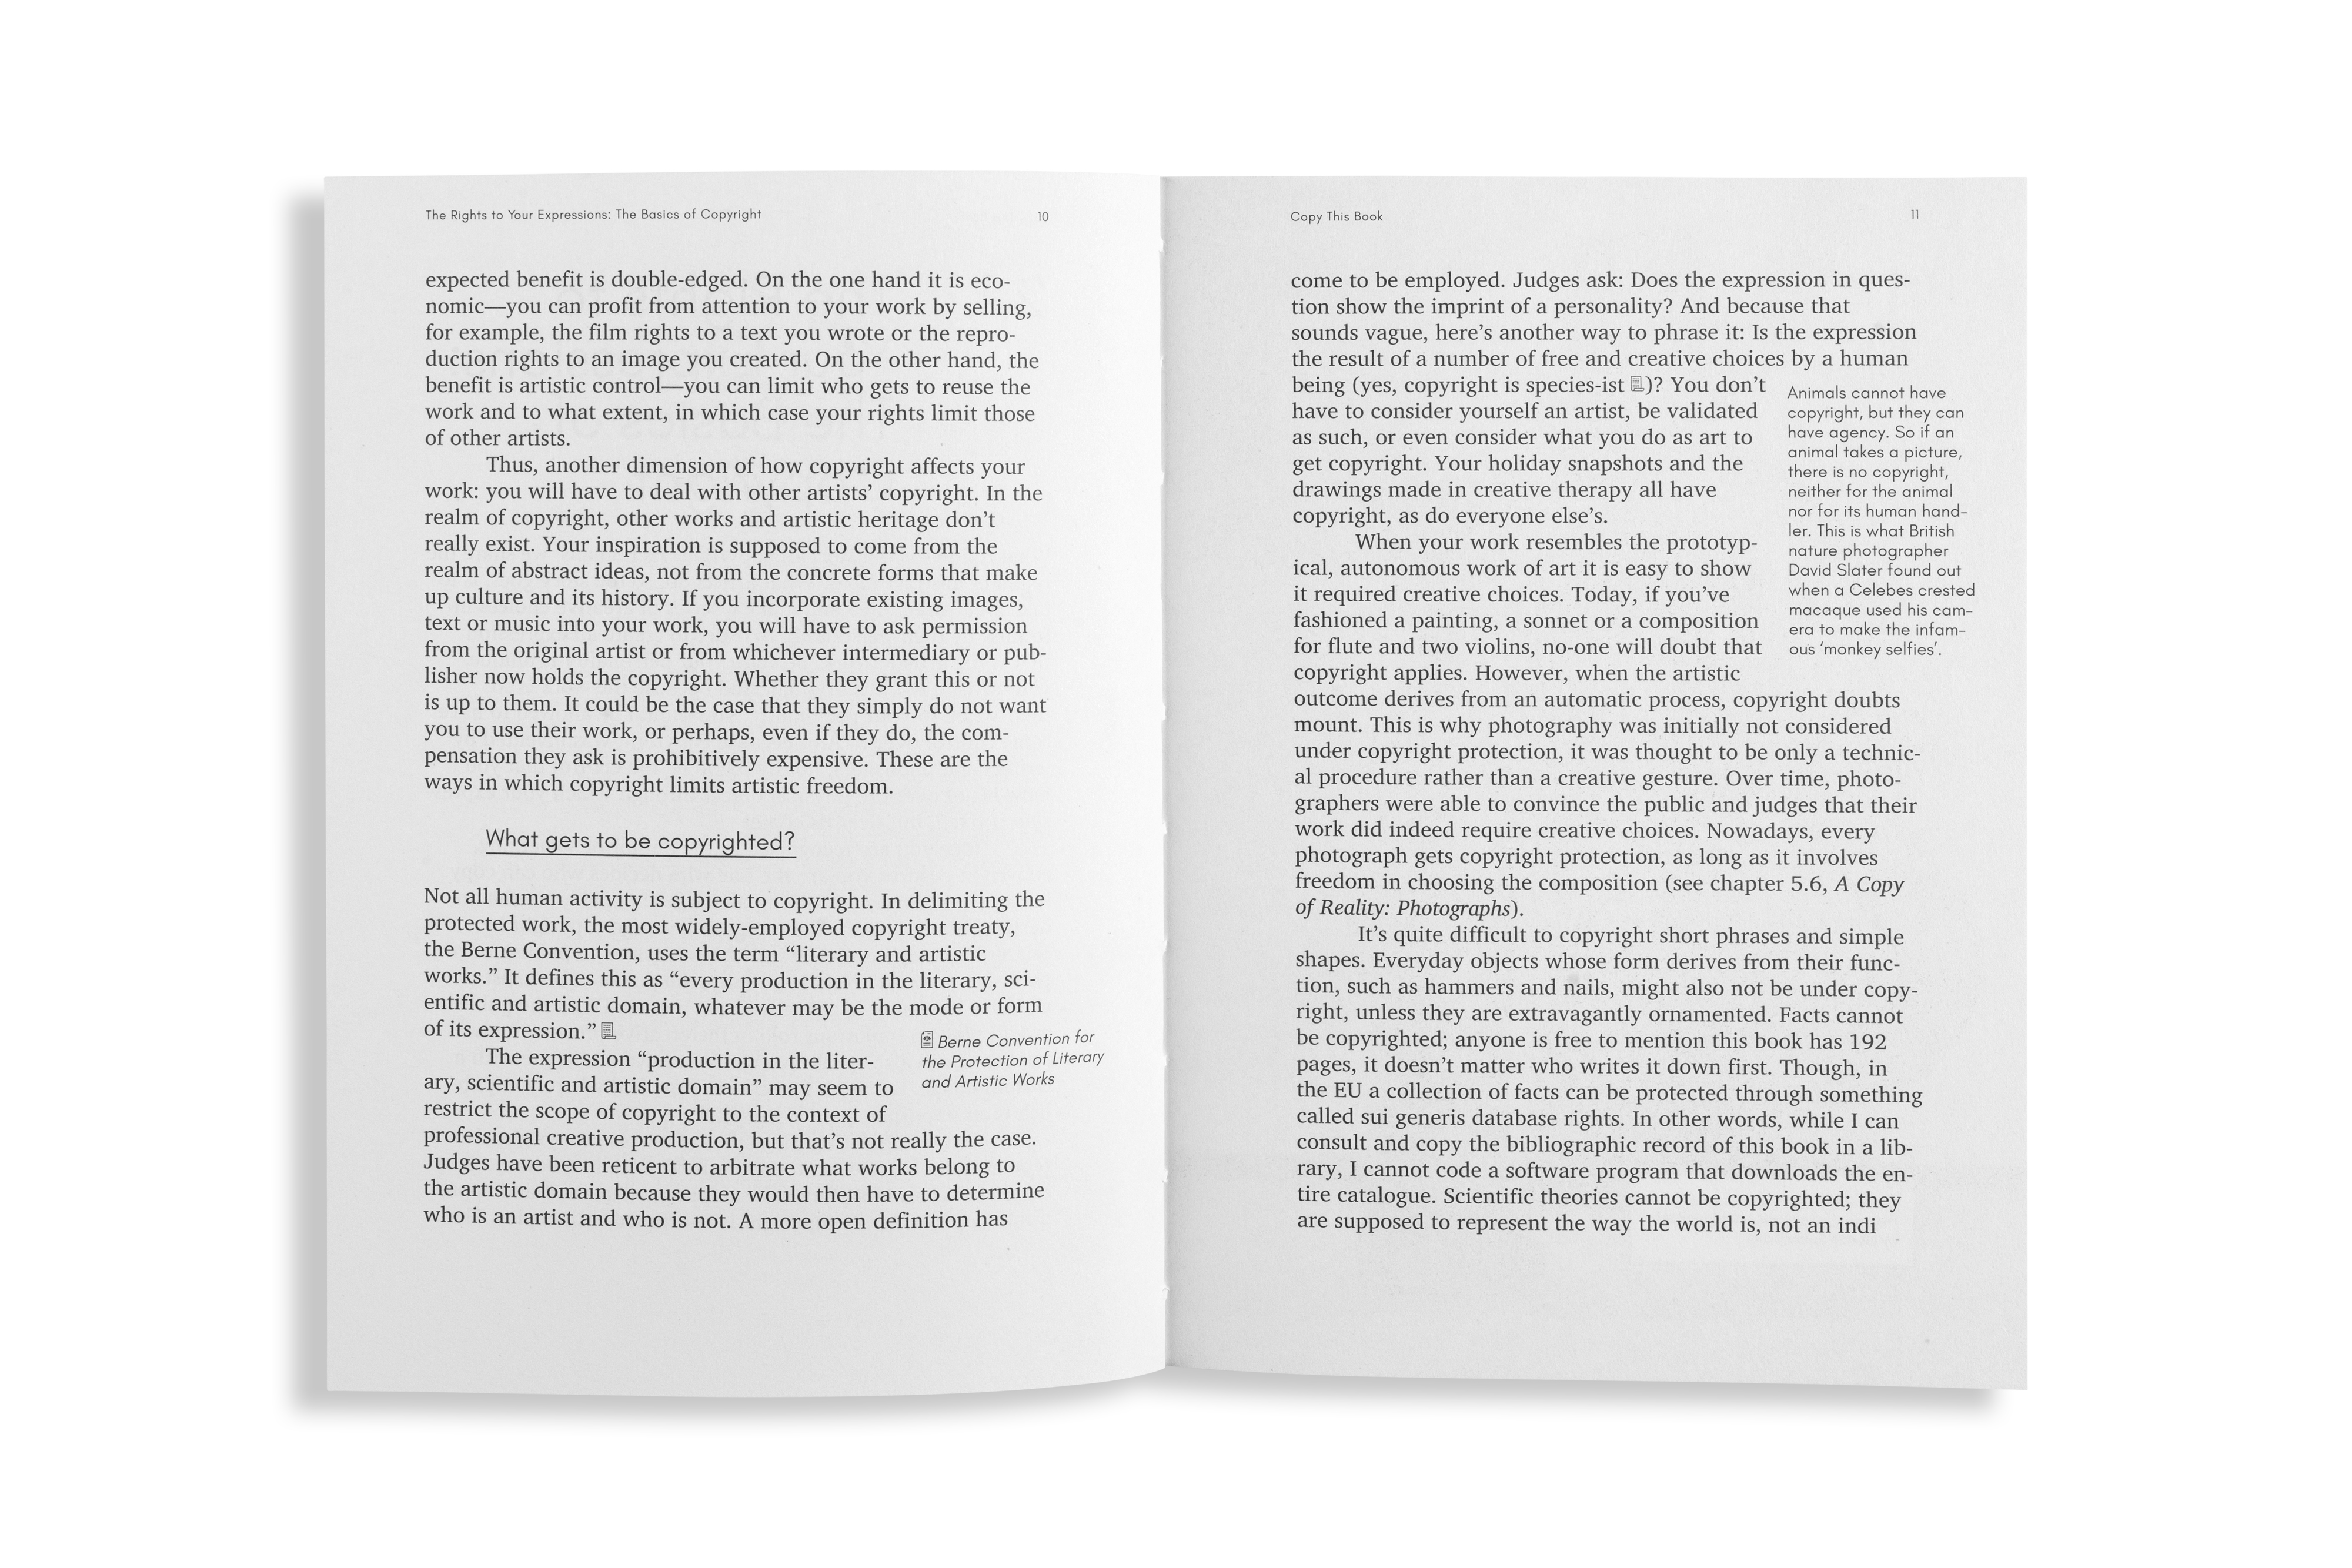 The Rights to Your Expressions: The Basics of Copyright 10
expected benefit is double-edged. On the one hand it is eco-
nomic—you can profit from attention to your work by selling,
for example, the film rights to a text you wrote or the repro-
duction rights to an image you created. On the other hand, the
benefit is artistic control—you can limit who gets to reuse the
work and to what extent, in which case your rights limit those
of other artists.
Thus, another dimension of how copyright affects your
work: you will have to deal with other artists’ copyright. In the
realm of copyright, other works and artistic heritage don’t
really exist. Your inspiration is supposed to come from the
realm of abstract ideas, not from the concrete forms that make
up culture and its history. If you incorporate existing images,
text or music into your work, you will have to ask permission
from the original artist or from whichever intermediary or pub-
lisher now holds the copyright. Whether they grant this or not
is up to them. It could be the case that they simply do not want
you to use their work, or perhaps, even if they do, the com-
pensation they ask is prohibitively expensive. These are the
ways in which copyright limits artistic freedom.
What gets to be copyrighted?
Not all human activity is subject to copyright. In delimiting the
protected work, the most widely-employed copyright treaty,
the Berne Convention, uses the term “literary and artistic
works.” It defines this as “every production in the literary, sci-
entific and artistic domain, whatever may be the mode or form
of its expression.”
The expression “production in the liter-
ary, scientific and artistic domain” may seem to
restrict the scope of copyright to the context of
professional creative production, but that’s not really the case.
Judges have been reticent to arbitrate what works belong to
the artistic domain because they would then have to determine
who is an artist and who is not. A more open definition has
Berne Convention for
the Protection of Literary
and Artistic Works
Copy This Book 11
come to be employed. Judges ask: Does the expression in ques-
tion show the imprint of a personality? And because that
sounds vague, here’s another way to phrase it: Is the expression
the result of a number of free and creative choices by a human
being (yes, copyright is species-ist )? You don’t
have to consider yourself an artist, be validated
as such, or even consider what you do as art to
get copyright. Your holiday snapshots and the
drawings made in creative therapy all have
copyright, as do everyone else’s.
When your work resembles the prototyp-
ical, autonomous work of art it is easy to show
it required creative choices. Today, if you’ve
fashioned a painting, a sonnet or a composition
for flute and two violins, no-one will doubt that
copyright applies. However, when the artistic
outcome derives from an automatic process, copyright doubts
mount. This is why photography was initially not considered
under copyright protection, it was thought to be only a technic-
al procedure rather than a creative gesture. Over time, photo-
graphers were able to convince the public and judges that their
work did indeed require creative choices. Nowadays, every
photograph gets copyright protection, as long as it involves
freedom in choosing the composition (see chapter 5.6, A Copy
of Reality: Photographs).
It’s quite difficult to copyright short phrases and simple
shapes. Everyday objects whose form derives from their func-
tion, such as hammers and nails, might also not be under copy-
right, unless they are extravagantly ornamented. Facts cannot
be copyrighted; anyone is free to mention this book has 192
pages, it doesn’t matter who writes it down first. Though, in
the EU a collection of facts can be protected through something
called sui generis database rights. In other words, while I can
consult and copy the bibliographic record of this book in a lib-
rary, I cannot code a software program that downloads the en-
tire catalogue. Scientific theories cannot be copyrighted; they
are supposed to represent the way the world is, not an indi
Animals cannot have
copyright, but they can
have agency. So if an
animal takes a picture,
there is no copyright,
neither for the animal
nor for its human hand-
ler. This is what British
nature photographer
David Slater found out
when a Celebes crested
macaque used his cam-
era to make the infam-
ous ‘monkey selfies’.